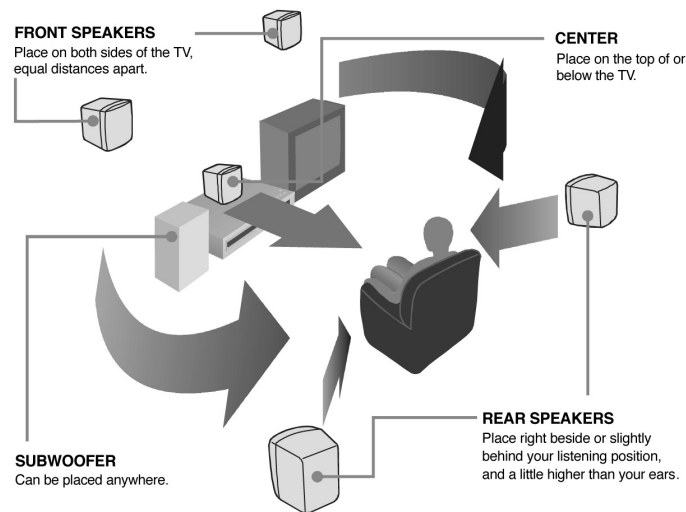 FRONT SPEAKERS
Place on both sides of the TV,
equal distances apart.
CENTER
Place on the top of or
below the TV.
SUBWOOFER
Can be placed anywhere.
REAR SPEAKERS
Place right beside or slightly
behind your listening position,
and a little higher than your ears.